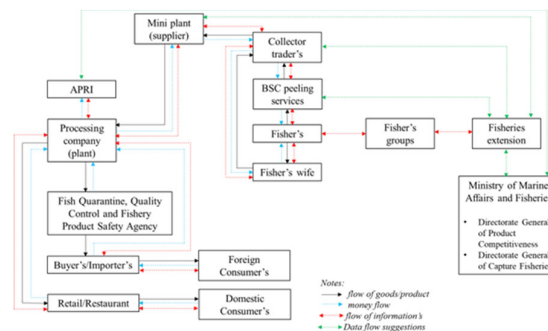 Mini plant
(supplier)
Collector
trader's
APRI
BSC peeling
services
Processing
company
(plant)
Fisher's
Fisher's
groups
Fisheries
extension
Fisher's wife
Fish Quarantine, Quality
Control and Fishery
Product Safety Agency
Ministry of Marine
Affairs and Fisheries
• Directorate General
of Product
Competitiveness
• Directorate General
of Capture Fisheries
Buyer's/Importer's
Foreign
Consumer's
Retail/Restaurant
Domestic
Consumer's
Notes:
flow of goods/product
money flow
flow of information's
Data flow suggestions